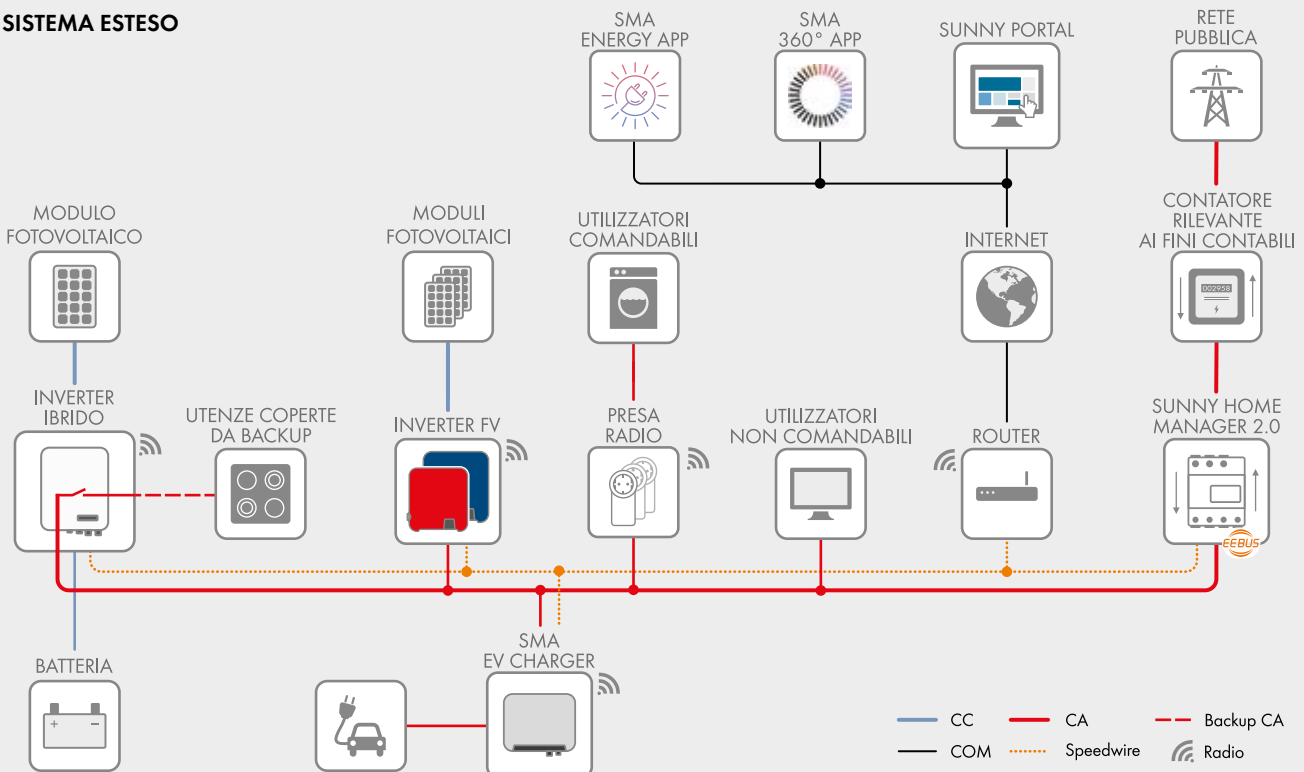 SISTEMA ESTESO
SMA
ENERGY APP
SMA
360° APP
SUNNY PORTAL
RETE
PUBBLICA
MODULO
FOTOVOLTAICO
MODULI
FOTOVOLTAICI
UTILIZZATORI
COMANDABILI
INTERNET
CONTATORE
RILEVANTE
AI FINI CONTABILI
002958
INVERTER
IBRIDO
UTENZE COPERTE
DA BACKUP
INVERTER FV
PRESA
RADIO
UTILIZZATORI
NON COMANDABILI
ROUTER
SUNNY HOME
MANAGER 2.0
EEBUS
BATTERIA
SMA
EV CHARGER
CC
CA
Backup CA
COM
Speedwire
Radio